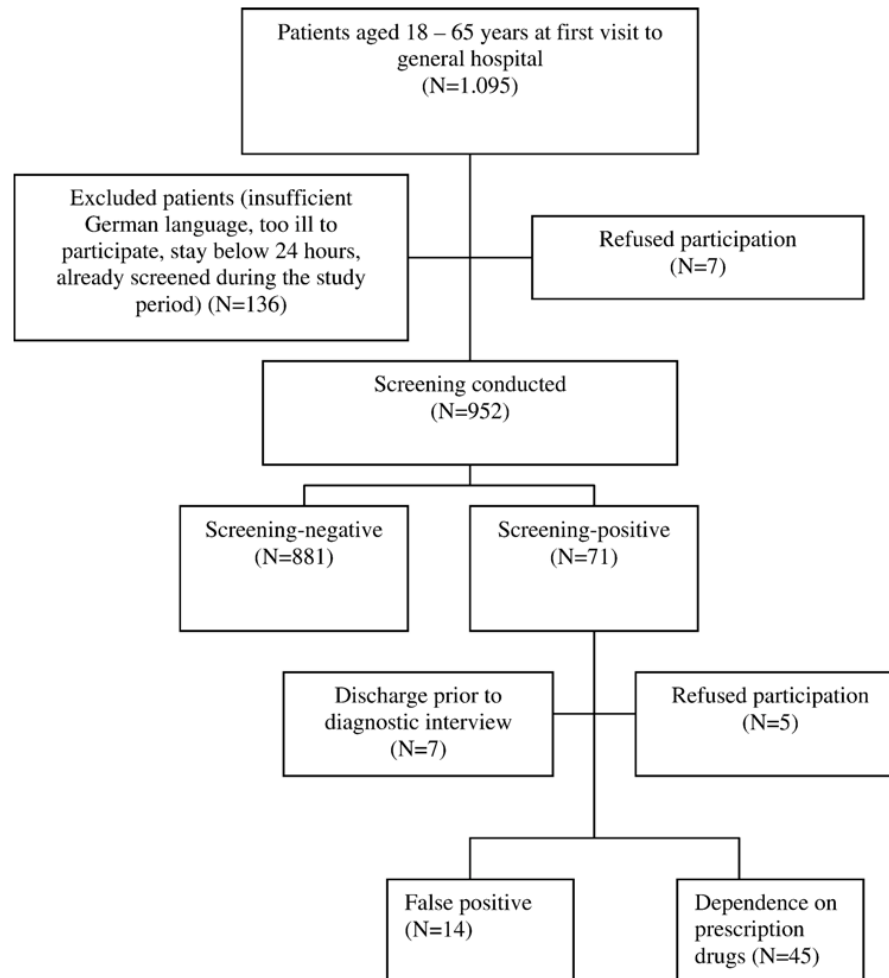 Patients aged 18 – 65 years at first visit to
general hospital
(N=1.095)
Excluded patients (insufficient
German language, too ill to
participate, stay below 24 hours,
already screened during the study
period) (N=136)
Refused participation
(N=7)
Screening conducted
(N=952)
Screening-negative
(N=881)
Screening-positive
(N=71)
Discharge prior to
diagnostic interview
(N=7)
Refused participation
(N=5)
False positive
(N=14)
Dependence on
prescription
drugs (N=45)